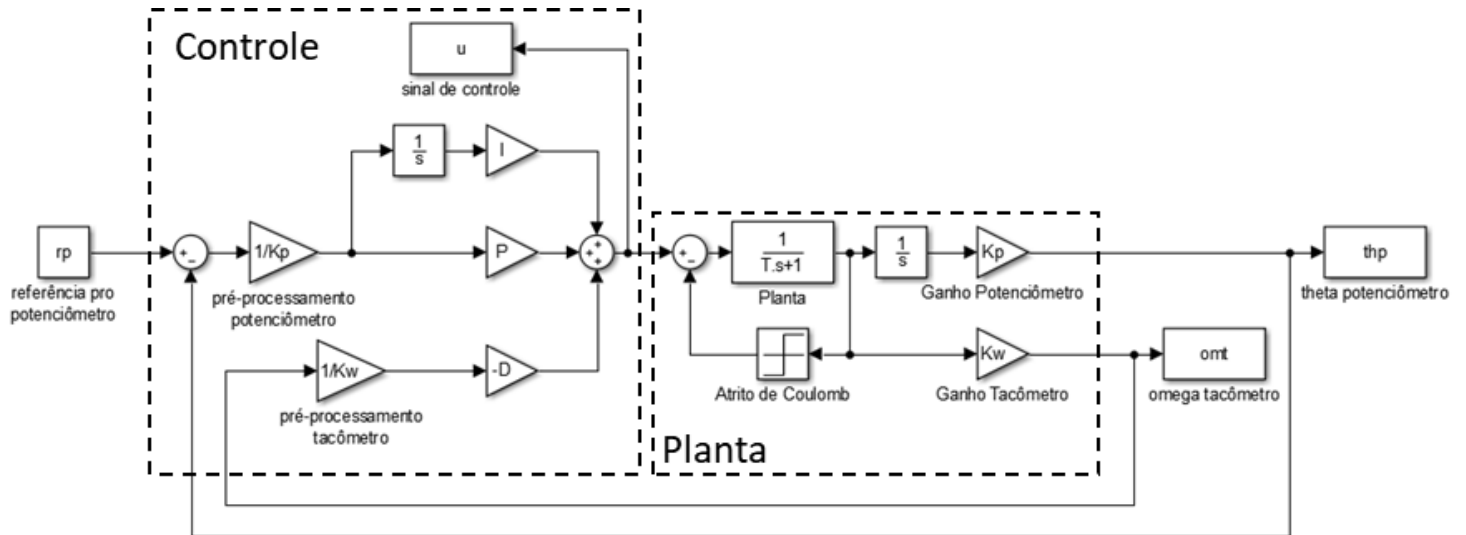 Controle
u
sinal de controle
1
s
I
rp
referência pro
potenciômetro
+
-
1/Kp
pré-processamento
potenciômetro
P
+
+
+
1/Kw
pré-processamento
tacômetro
-D
+
-
1
T.s+1
Planta
1
s
Kp
Ganho Potenciômetro
thp
theta potenciômetro
Atrito de Coulomb
Kw
Ganho Tacômetro
omt
omega tacômetro
Planta